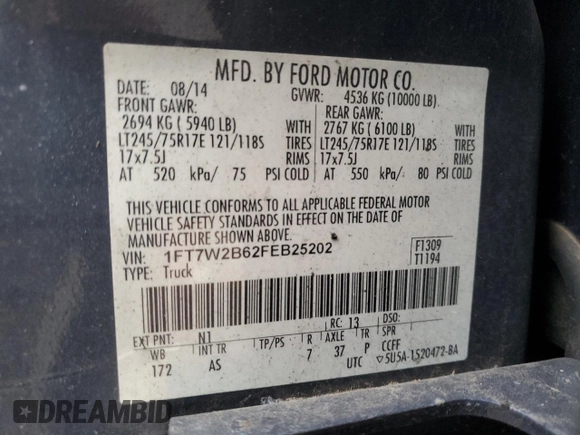 MFD. BY FORD MOTOR CO.
DATE: 08/14 GVWR: 4536 KG (10000 LB)
FRONT GAWR: REAR GAWR:
2694 KG ( 5940 LB) WITH 2767 KG ( 6100 LB) WITH
LT245/75R17E 121/118S TIRES LT245/75R17E 121/118S TIRES
17x7.5J RIMS 17x7.5J RIMS
AT 520 kPa/ 75 PSI COLD AT 550 kPa/ 80 PSI COLD
THIS VEHICLE CONFORMS TO ALL APPLICABLE FEDERAL MOTOR
VEHICLE SAFETY STANDARDS IN EFFECT ON THE DATE OF
MANUFACTURE SHOWN ABOVE.
VIN: 1FT7W2B62FEB25202 F1309
TYPE: Truck T1194
EXT PNT: N1 RC: 13 DSO:
WB INT TR TP/PS R AXLE TR SPR
172 AS 7 37 P CCFF
UTC ▽5U5A-1520472-BA
DREAMBID